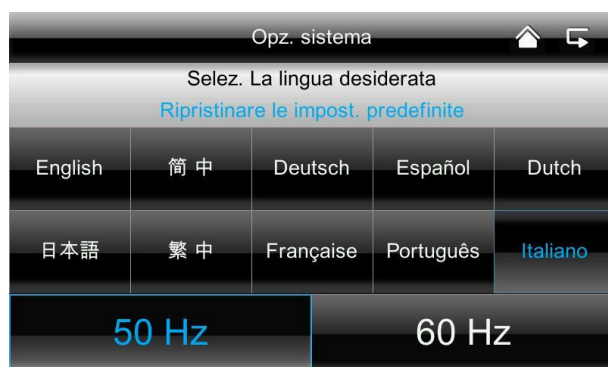 Opz. sistema
Selez. La lingua desiderata
Ripristinare le impost. predefinite
English 简 中 Deutsch Español Dutch
日本語 繁 中 Française Português Italiano
50 Hz 60 Hz